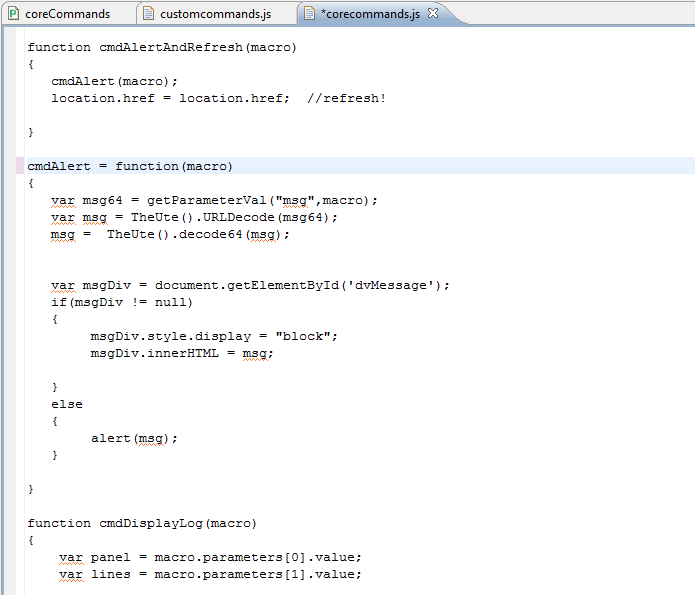 coreCommands
customcommands.js
*corecommands.js
function cmdAlertAndRefresh(macro)
{
cmdAlert(macro);
location.href = location.href;  //refresh!
}
cmdAlert = function(macro)
{
var msg64 = getParameterVal("msg",macro);
var msg = TheUte().URLDecode(msg64);
msg =  TheUte().decode64(msg);
var msgDiv = document.getElementById('dvMessage');
if(msgDiv != null)
{
msgDiv.style.display = "block";
msgDiv.innerHTML = msg;
}
else
{
alert(msg);
}
}
function cmdDisplayLog(macro)
{
var panel = macro.parameters[0].value;
var lines = macro.parameters[1].value;